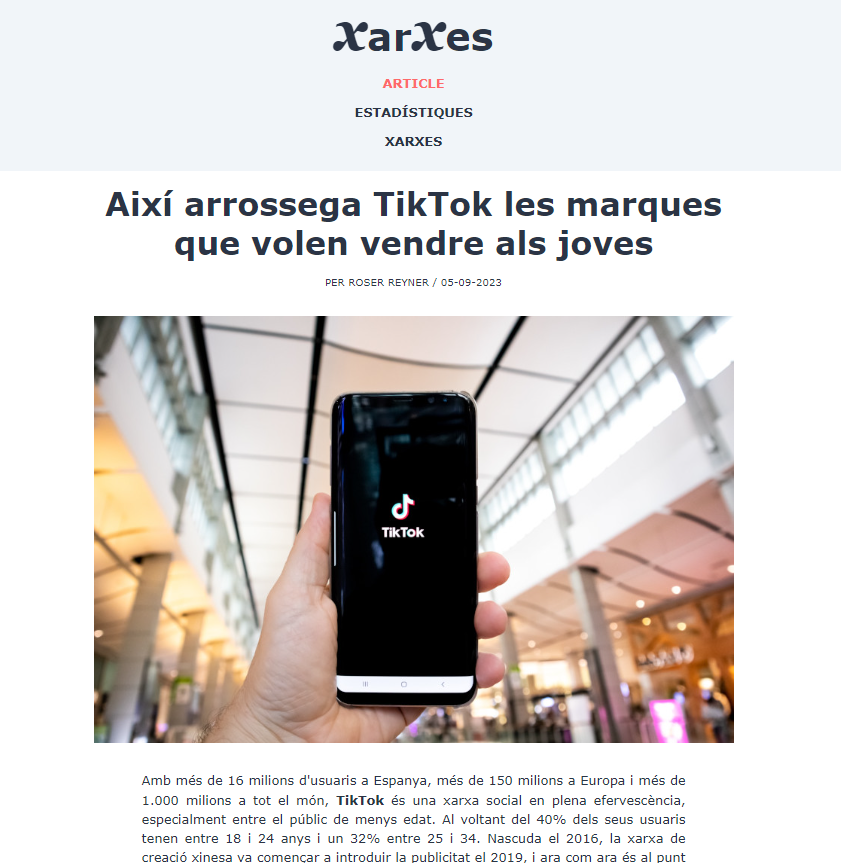 xarxes
ARTICLE
ESTADÍSTIQUES
XARXES
Així arrossega TikTok les marques
que volen vendre als joves
PER ROSER REYNER / 05-09-2023
TikTok
Amb més de 16 milions d'usuaris a Espanya, més de 150 milions a Europa i més de
1.000 milions a tot el món, TikTok és una xarxa social en plena efervescència,
especialment entre el públic de menys edat. Al voltant del 40% dels seus usuaris
tenen entre 18 i 24 anys i un 32% entre 25 i 34. Nascuda el 2016, la xarxa de
creació xinesa va començar a introduir la publicitat el 2019, i ara com ara és al punt